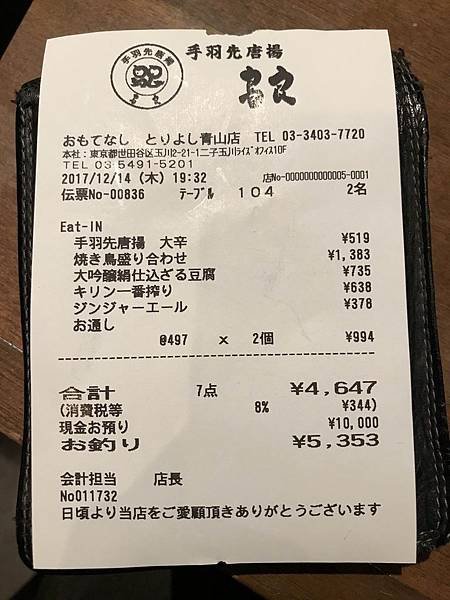 手羽先唐揚
手羽先唐揚
おもてなし とりよし青山店 TEL 03-3403-7720
本社:東京都世田谷区玉川2-21-1二子玉川ライズオフィス10F
TEL 03-5491-5201
2017/12/14(木) 19:32 店No-0000000000005-0001
伝票No-00836 テーブル 104 2名
Eat-IN
手羽先唐揚 大辛 ¥519
焼き鳥盛り合わせ ¥1,383
大吟醸絹仕込ざる豆腐 ¥735
キリン一番搾り ¥638
ジンジャーエール ¥378
お通し
@497 × 2個 ¥994
合計 7点 ¥4,647
(消費税等 8% ¥344)
現金お預り ¥10,000
お釣り ¥5,353
会計担当 店長
No011732
日頃より当店をご愛顧頂きありがとうございます